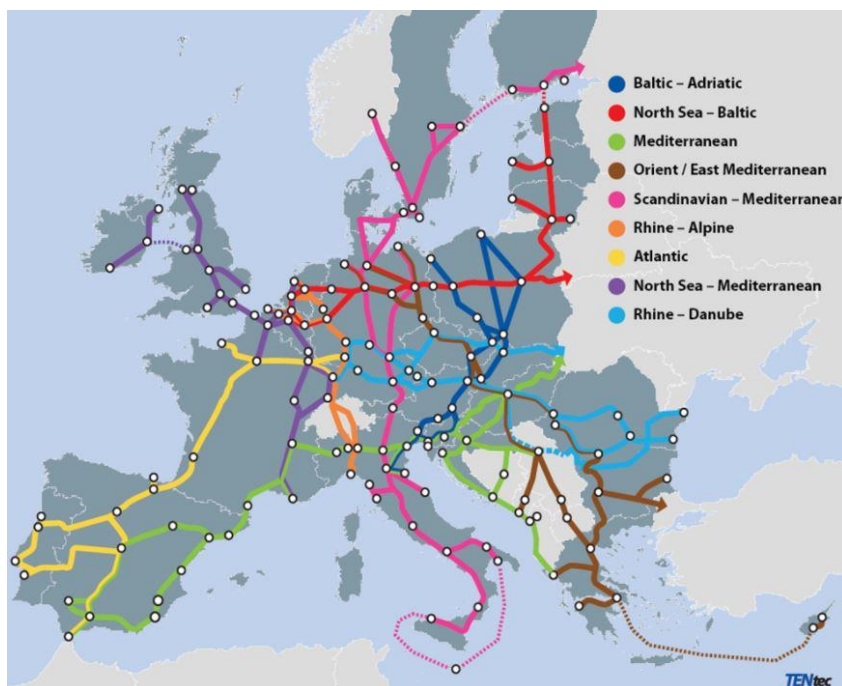 Baltic – Adriatic
North Sea – Baltic
Mediterranean
Orient / East Mediterranean
Scandinavian – Mediterranean
Rhine – Alpine
Atlantic
North Sea – Mediterranean
Rhine – Danube
TENtec